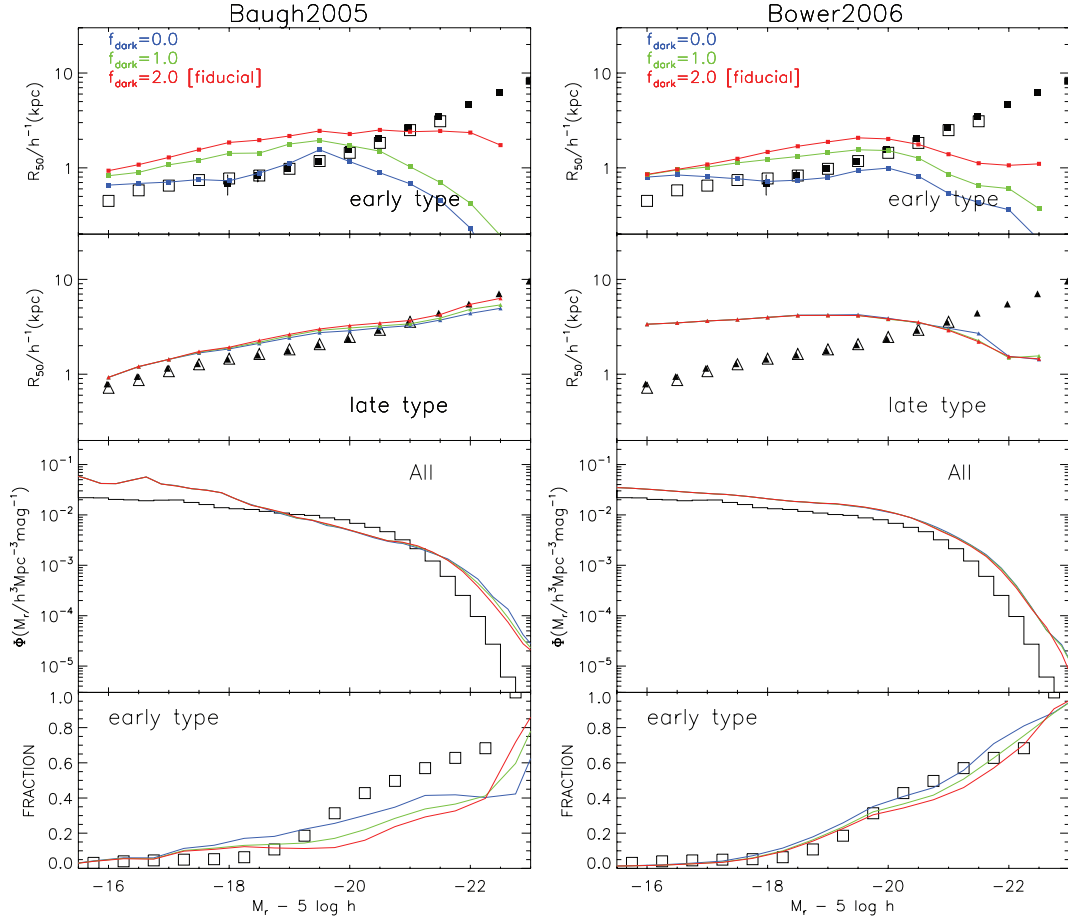 Baugh2005
f_dark=0.0
f_dark=1.0
f_dark=2.0 [fiducial]
10
1
R_50/h^-1(kpc)
early type
10
1
R_50/h^-1(kpc)
late type
All
10^-1
10^-2
10^-3
10^-4
10^-5
Φ(M_r/h^3Mpc^-3mag^-1)
early type
1.0
0.8
0.6
0.4
0.2
0.0
FRACTION
-16
-18
-20
-22
M_r - 5 log h
Bower2006
f_dark=0.0
f_dark=1.0
f_dark=2.0 [fiducial]
10
1
R_50/h^-1(kpc)
early type
10
1
R_50/h^-1(kpc)
late type
All
10^-1
10^-2
10^-3
10^-4
10^-5
Φ(M_r/h^3Mpc^-3mag^-1)
early type
1.0
0.8
0.6
0.4
0.2
0.0
FRACTION
-16
-18
-20
-22
M_r - 5 log h